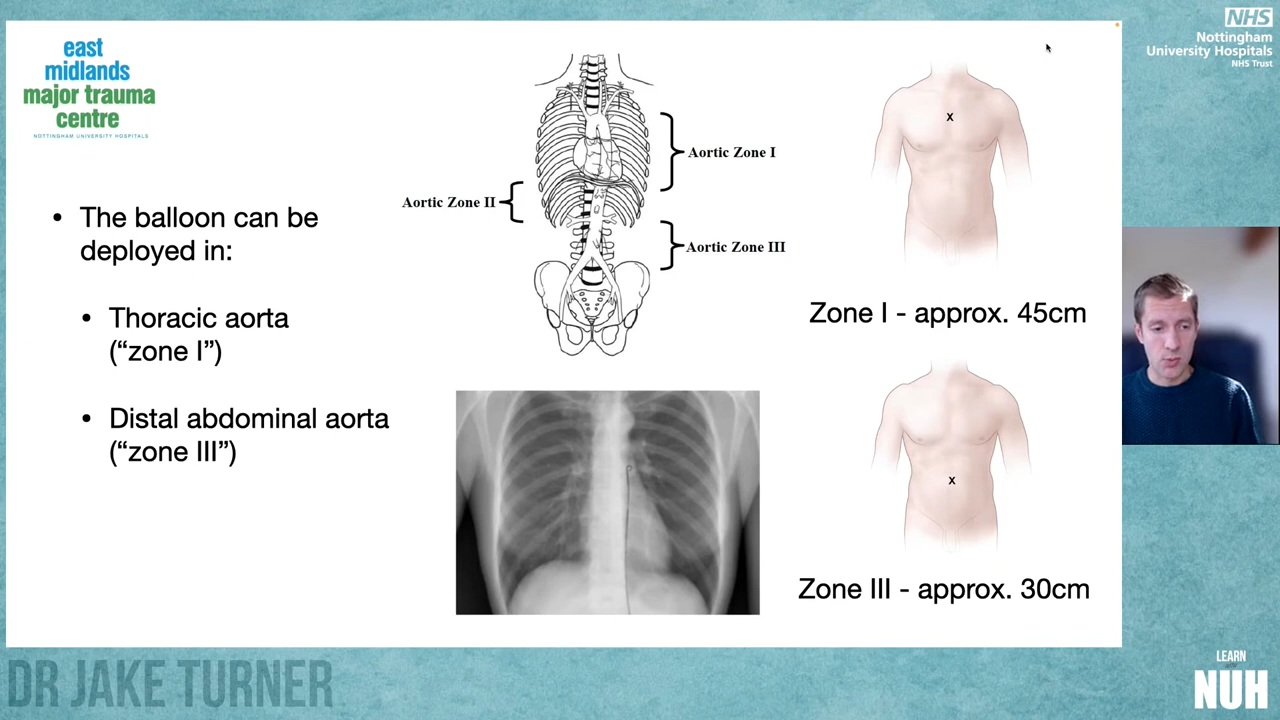 east
midlands
major trauma
centre
NOTTINGHAM UNIVERSITY HOSPITALS
• The balloon can be
deployed in:
• Thoracic aorta
(“zone I”)
• Distal abdominal aorta
(“zone III”)
Aortic Zone I
Aortic Zone II
Aortic Zone III
x
Zone I - approx. 45cm
x
Zone III - approx. 30cm
NHS
Nottingham
University Hospitals
NHS Trust
DR JAKE TURNER
LEARN
NUH